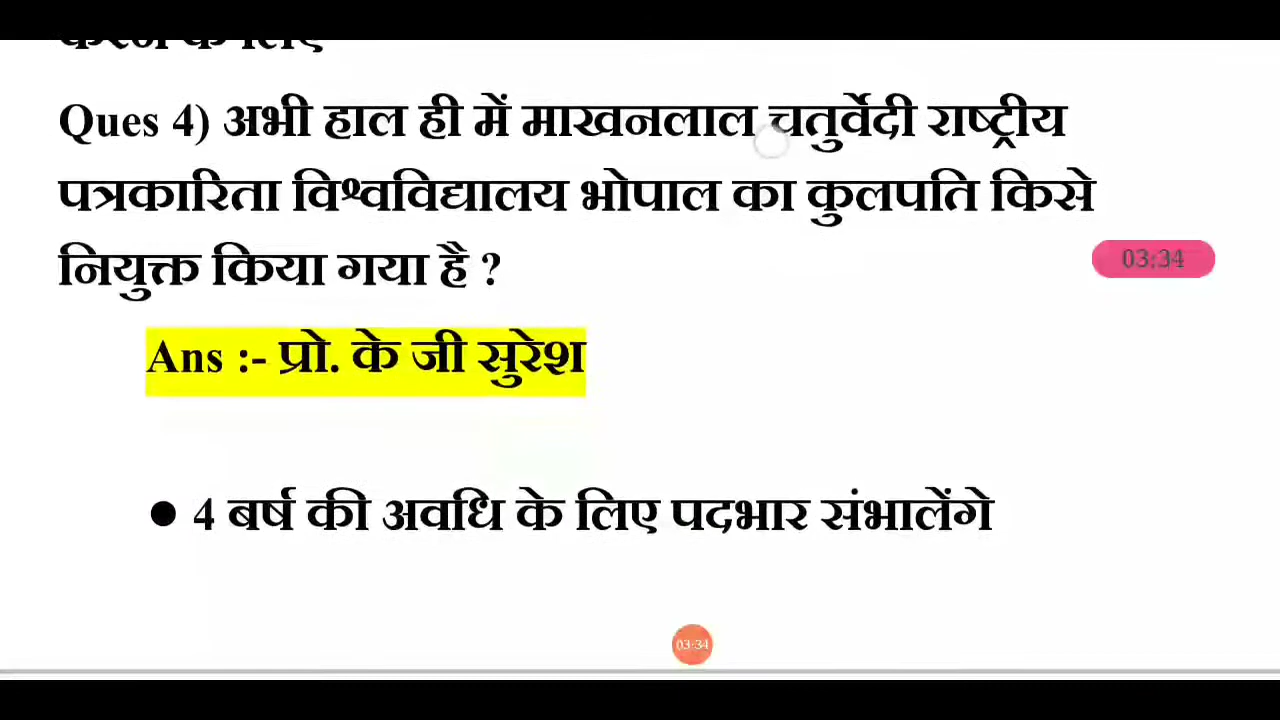 करने के लिए
Ques 4) अभी हाल ही में माखनलाल चतुर्वेदी राष्ट्रीय
पत्रकारिता विश्वविद्यालय भोपाल का कुलपति किसे
नियुक्त किया गया है ?
03:34
Ans :- प्रो. के जी सुरेश
● 4 बर्ष की अवधि के लिए पदभार संभालेंगे
03:34